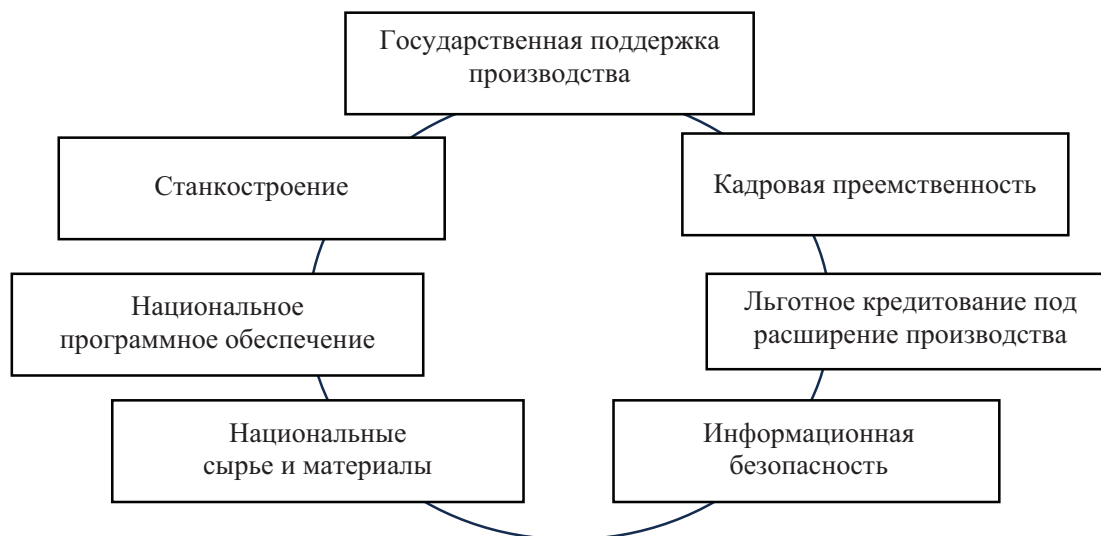 Государственная поддержка
производства
Станкостроение
Кадровая преемственность
Национальное
программное обеспечение
Льготное кредитование под
расширение производства
Национальные
сырье и материалы
Информационная
безопасность